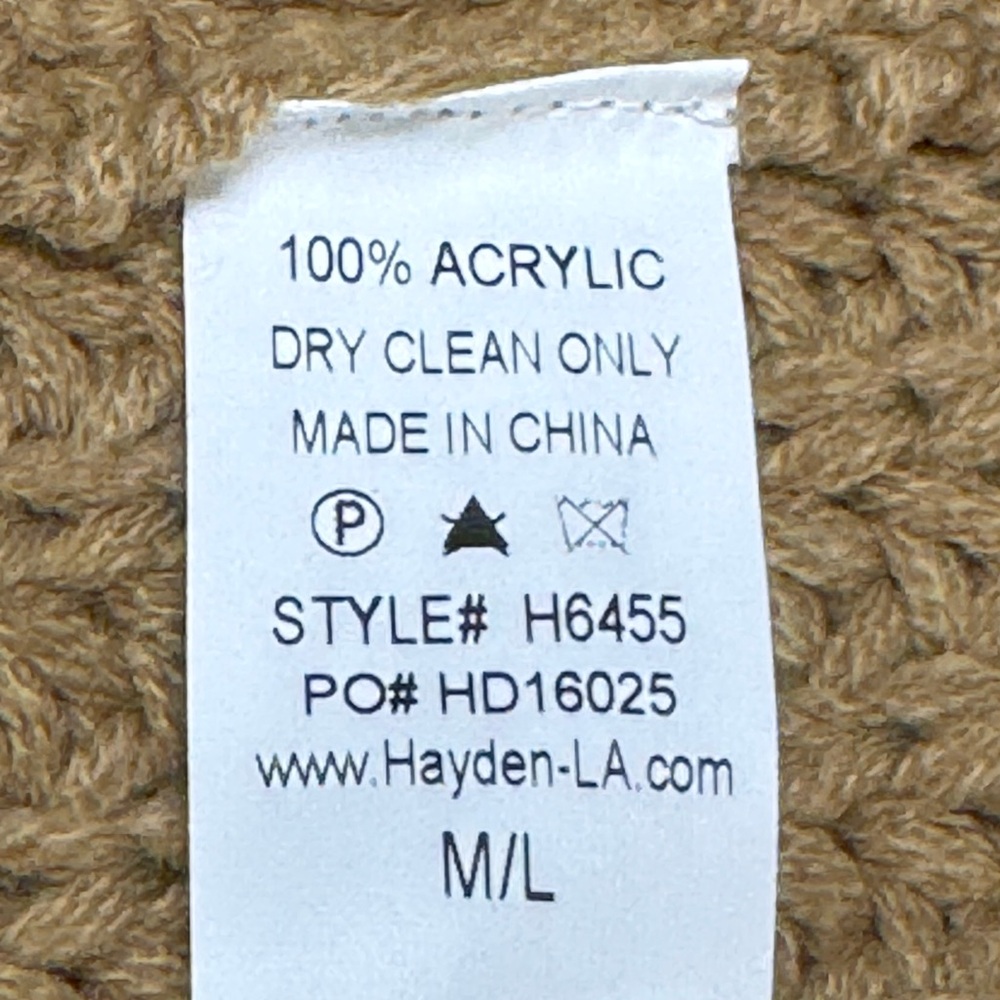 100% ACRYLIC
DRY CLEAN ONLY
MADE IN CHINA
P
STYLE# H6455
PO# HD16025
www.Hayden-LA.com
M/L